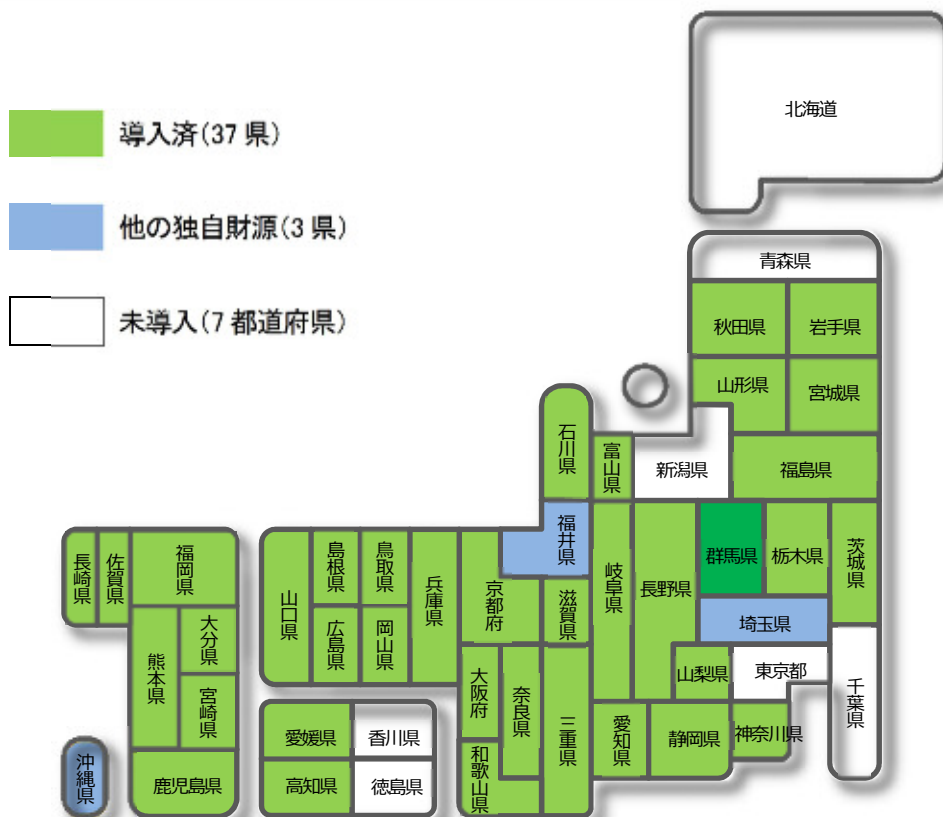 導入済(37 県)
他の独自財源(3 県)
未導入(7 都道府県)
北海道
青森県
秋田県
岩手県
山形県
宮城県
石川県
富山県
新潟県
福島県
福井県
岐阜県
長野県
群馬県
栃木県
茨城県
長崎県
佐賀県
福岡県
山口県
島根県
鳥取県
兵庫県
京都府
滋賀県
埼玉県
熊本県
大分県
広島県
岡山県
大阪府
奈良県
三重県
山梨県
東京都
千葉県
宮崎県
愛知県
静岡県
神奈川県
愛媛県
香川県
和歌山県
沖縄県
鹿児島県
高知県
徳島県